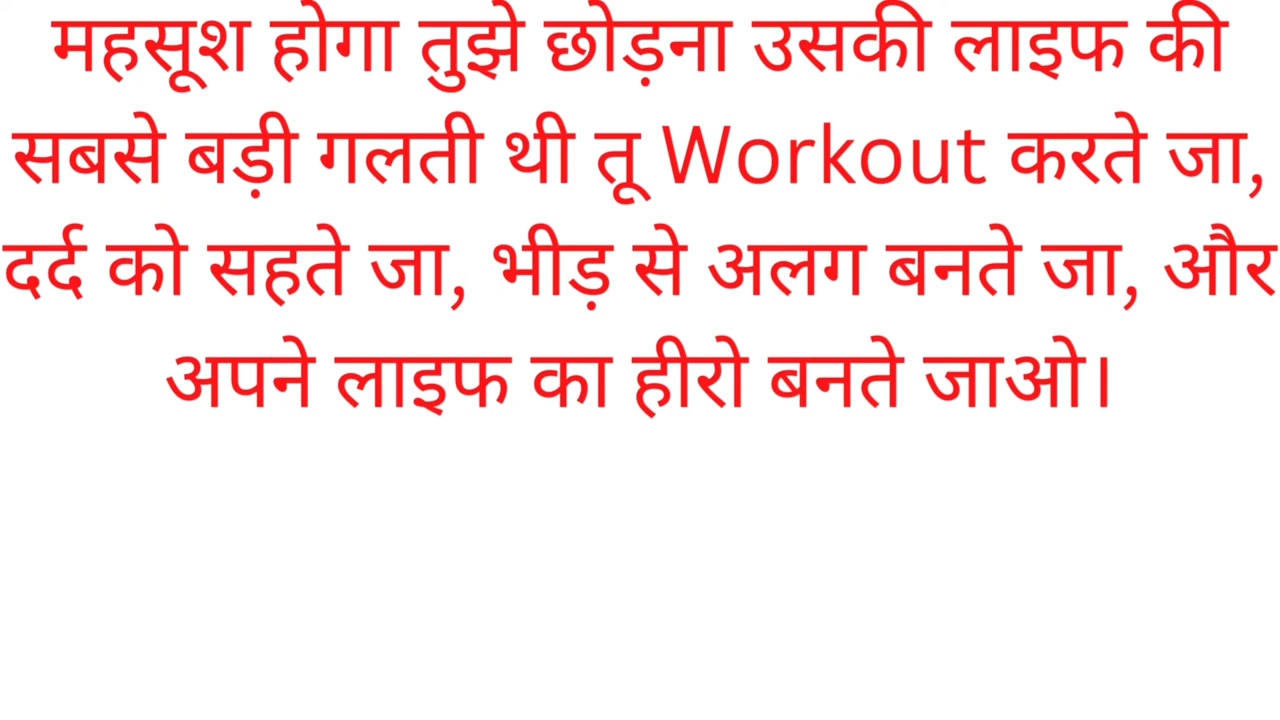 महसूश होगा तुझे छोड़ना उसकी लाइफ की
सबसे बड़ी गलती थी तू Workout करते जा,
दर्द को सहते जा, भीड़ से अलग बनते जा, और
अपने लाइफ का हीरो बनते जाओ।